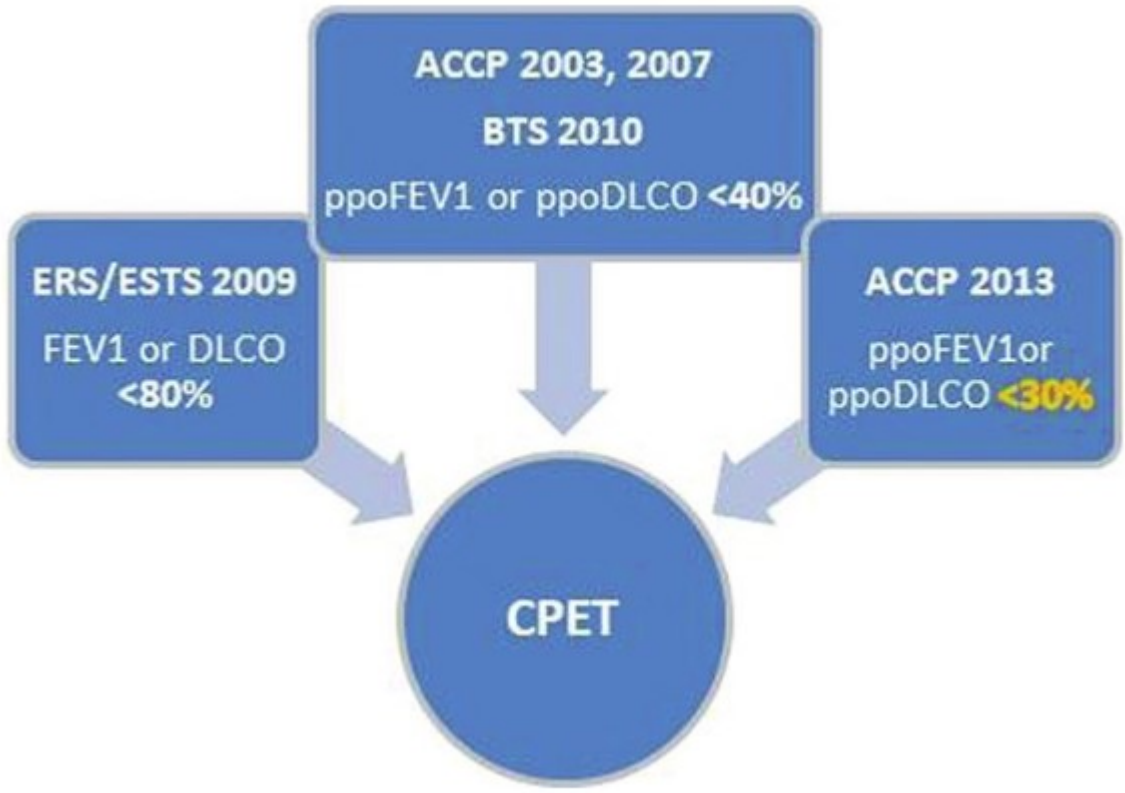 ACCP 2003, 2007
BTS 2010
ppoFEV1 or ppoDLCO <40%
ERS/ESTS 2009
FEV1 or DLCO
<80%
ACCP 2013
ppoFEV1or
ppoDLCO <30%
CPET